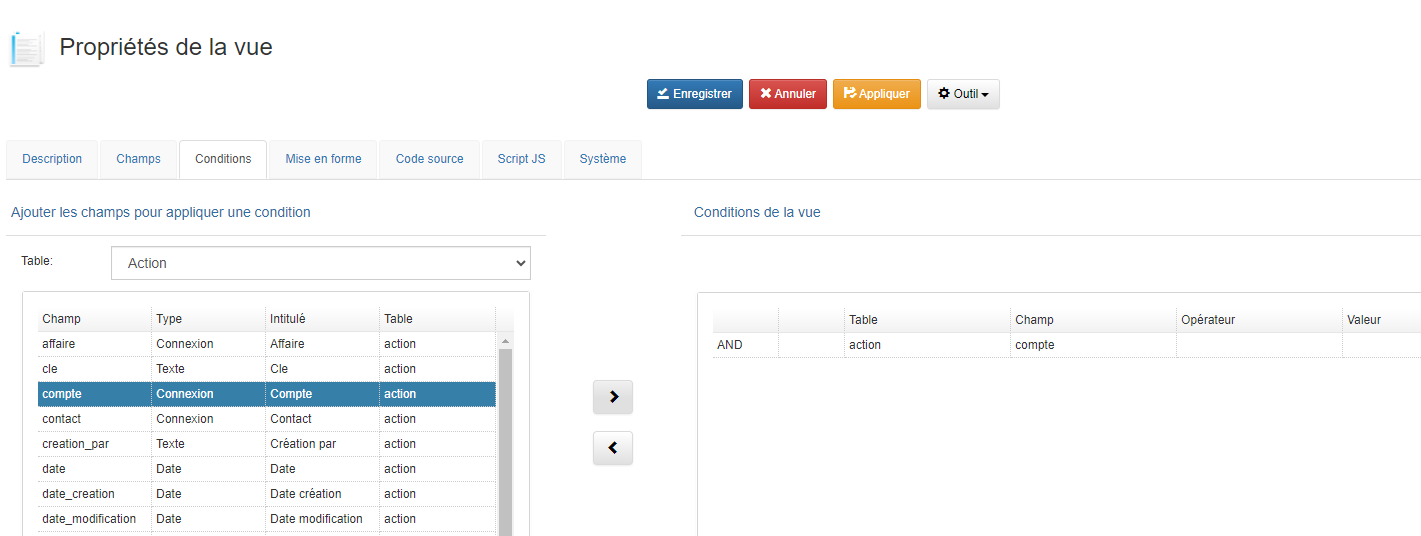 Propriétés de la vue
Enregistrer Annuler Appliquer Outil
Description Champs Conditions Mise en forme Code source Script JS Système
Ajouter les champs pour appliquer une condition
Table: Action
Champ Type Intitulé Table
affaire Connexion Affaire action
cle Texte Cle action
compte Connexion Compte action
contact Connexion Contact action
creation_par Texte Création par action
date Date Date action
date_creation Date Date création action
date_modification Date Date modification action
Conditions de la vue
Table Champ Opérateur Valeur
AND action compte